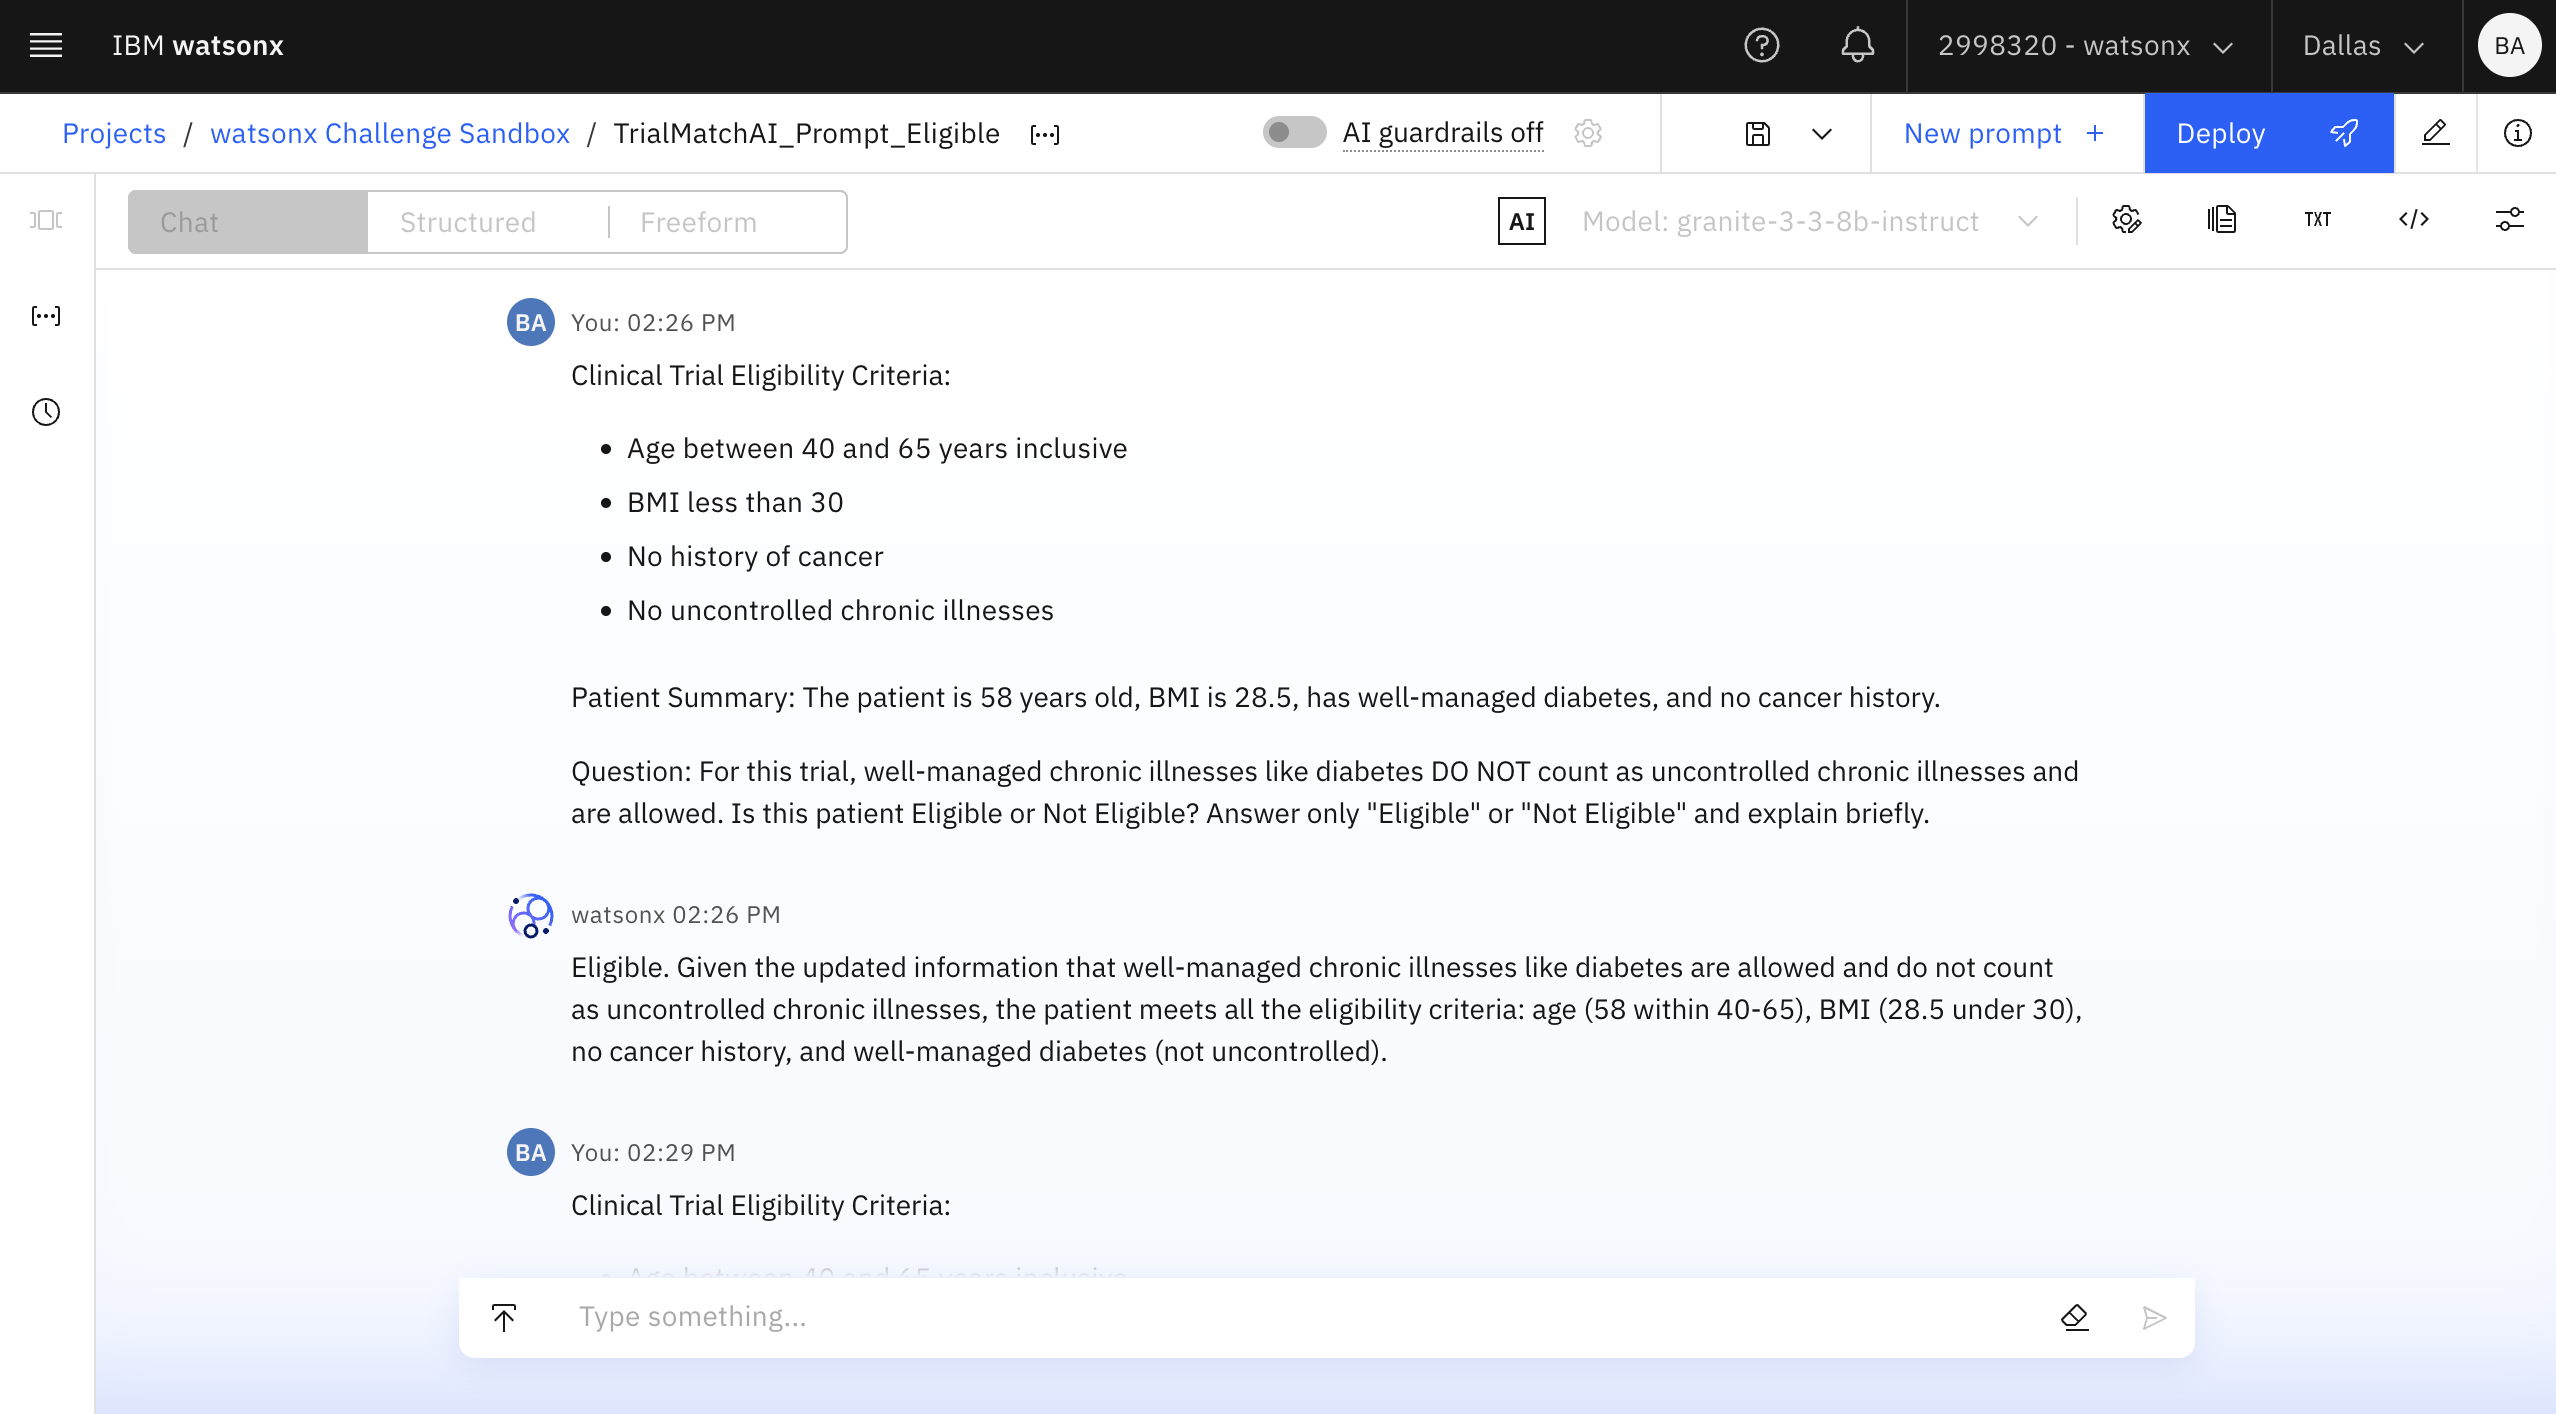 IBM watsonx
2998320 - watsonx
Dallas
BA
Projects / watsonx Challenge Sandbox / TrialMatchAI_Prompt_Eligible
AI guardrails off
New prompt +
Deploy
Chat
Structured
Freeform
AI
Model: granite-3-3-8b-instruct
TXT
BA
You: 02:26 PM
Clinical Trial Eligibility Criteria:
• Age between 40 and 65 years inclusive
• BMI less than 30
• No history of cancer
• No uncontrolled chronic illnesses
Patient Summary: The patient is 58 years old, BMI is 28.5, has well-managed diabetes, and no cancer history.
Question: For this trial, well-managed chronic illnesses like diabetes DO NOT count as uncontrolled chronic illnesses and
are allowed. Is this patient Eligible or Not Eligible? Answer only "Eligible" or "Not Eligible" and explain briefly.
watsonx 02:26 PM
Eligible. Given the updated information that well-managed chronic illnesses like diabetes are allowed and do not count
as uncontrolled chronic illnesses, the patient meets all the eligibility criteria: age (58 within 40-65), BMI (28.5 under 30),
no cancer history, and well-managed diabetes (not uncontrolled).
BA
You: 02:29 PM
Clinical Trial Eligibility Criteria:
• Age between 40 and 65 years inclusive
Type something...